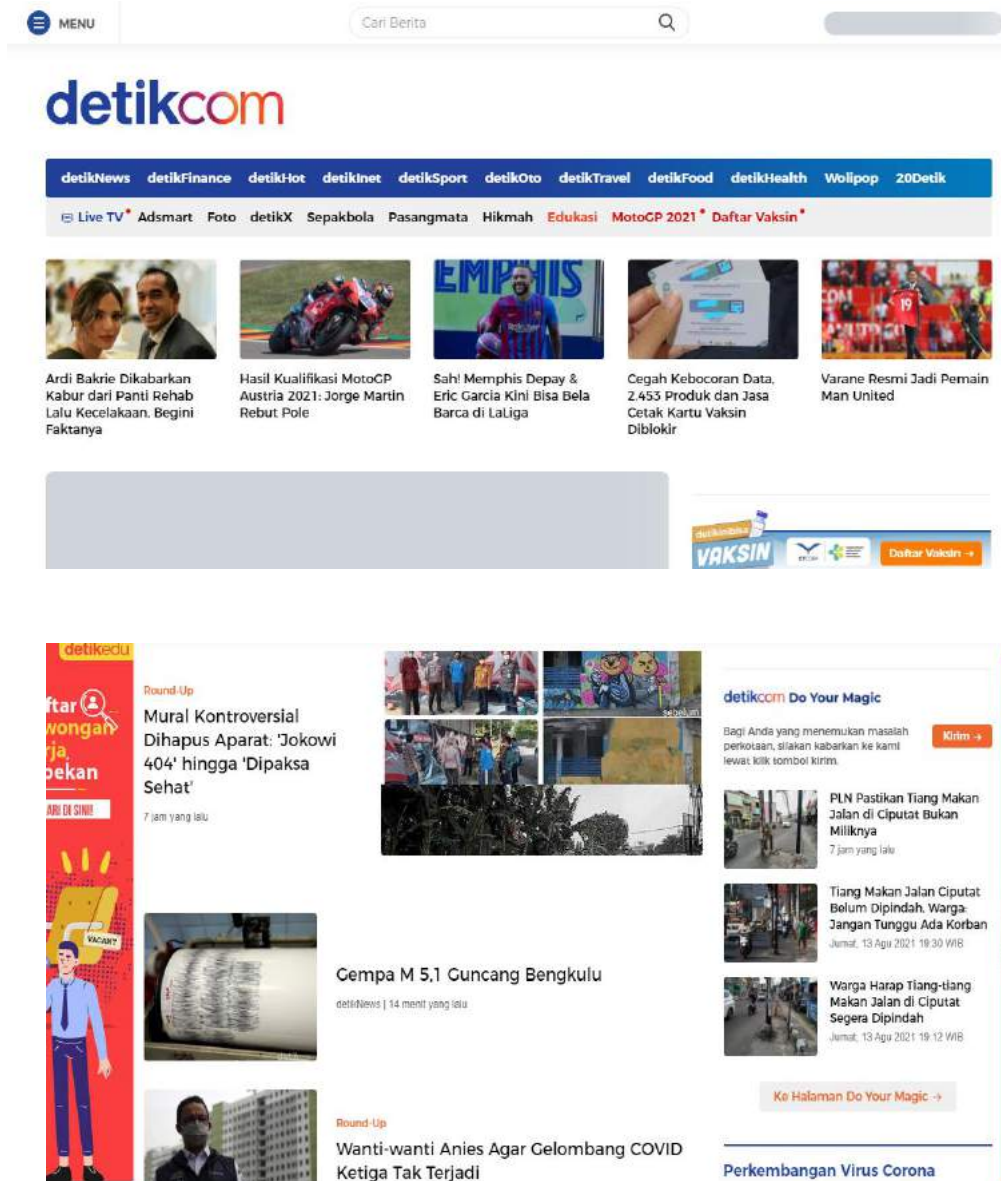 MENU
Cari Berita
detikcom
detikNews detikFinance detikHot detikInet detikSport detikOto detikTravel detikFood detikHealth Wolipop 20Detik
Live TV Adsmart Foto detikX Sepakbola Pasangmata Hikmah Edukasi MotoGP 2021 Daftar Vaksin
EMPHIS
19
Ardi Bakrie Dikabarkan
Kabur dari Panti Rehab
Lalu Kecelakaan, Begini
Faktanya
Hasil Kualifikasi MotoGP
Austria 2021: Jorge Martin
Rebut Pole
Sah! Memphis Depay &
Eric Garcia Kini Bisa Bela
Barca di LaLiga
Cegah Kebocoran Data,
2.453 Produk dan Jasa
Cetak Kartu Vaksin
Diblokir
Varane Resmi Jadi Pemain
Man United
VAKSIN
Daftar Vaksin →
detikedu
ftar
wongan
rja,
pekan
ARI DI SINI!
VACANT
Round-Up
Mural Kontroversial
Dihapus Aparat: 'Jokowi
404' hingga 'Dipaksa
Sehat'
7 jam yang lalu
Gempa M 5,1 Guncang Bengkulu
detikNews | 14 menit yang lalu
Round-Up
Wanti-wanti Anies Agar Gelombang COVID
Ketiga Tak Terjadi
detikcom Do Your Magic
Bagi Anda yang menemukan masalah
perkotaan, silakan kabarkan ke kami
lewat klik tombol kirim.
Kirim →
PLN Pastikan Tiang Makan
Jalan di Ciputat Bukan
Miliknya
7 jam yang lalu
Tiang Makan Jalan Ciputat
Belum Dipindah, Warga:
Jangan Tunggu Ada Korban
Jumat, 13 Agu 2021 19:30 WIB
Warga Harap Tiang-tiang
Makan Jalan di Ciputat
Segera Dipindah
Jumat, 13 Agu 2021 19:12 WIB
Ke Halaman Do Your Magic →
Perkembangan Virus Corona